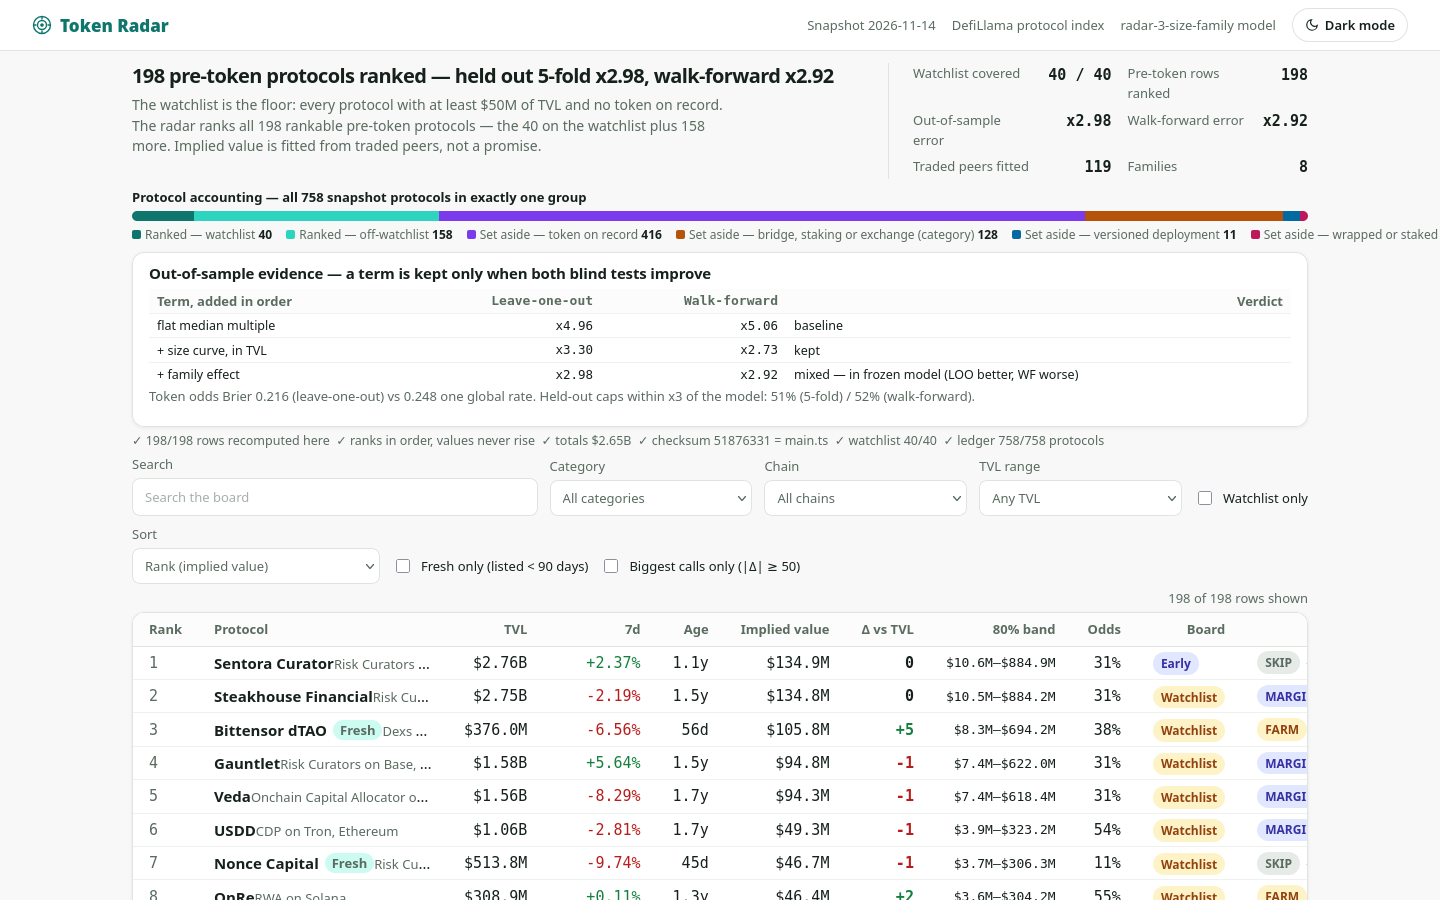 Token Radar
Snapshot 2026-11-14 DefiLlama protocol index radar-3-size-family model Dark mode
198 pre-token protocols ranked — held out 5-fold x2.98, walk-forward x2.92
The watchlist is the floor: every protocol with at least $50M of TVL and no token on record.
The radar ranks all 198 rankable pre-token protocols — the 40 on the watchlist plus 158
more. Implied value is fitted from traded peers, not a promise.
Watchlist covered 40 / 40 Pre-token rows ranked 198
Out-of-sample error x2.98 Walk-forward error x2.92
Traded peers fitted 119 Families 8
Protocol accounting — all 758 snapshot protocols in exactly one group
Ranked — watchlist 40 Ranked — off-watchlist 158 Set aside — token on record 416 Set aside — bridge, staking or exchange (category) 128 Set aside — versioned deployment 11 Set aside — wrapped or staked
Out-of-sample evidence — a term is kept only when both blind tests improve
Term, added in order Leave-one-out Walk-forward Verdict
flat median multiple x4.96 x5.06 baseline
+ size curve, in TVL x3.30 x2.73 kept
+ family effect x2.98 x2.92 mixed — in frozen model (LOO better, WF worse)
Token odds Brier 0.216 (leave-one-out) vs 0.248 one global rate. Held-out caps within x3 of the model: 51% (5-fold) / 52% (walk-forward).
✓ 198/198 rows recomputed here ✓ ranks in order, values never rise ✓ totals $2.65B ✓ checksum 51876331 = main.ts ✓ watchlist 40/40 ✓ ledger 758/758 protocols
Search Category Chain TVL range
Search the board All categories All chains Any TVL Watchlist only
Sort
Rank (implied value) Fresh only (listed < 90 days) Biggest calls only (|Δ| ≥ 50)
198 of 198 rows shown
Rank Protocol TVL 7d Age Implied value Δ vs TVL 80% band Odds Board
1 Sentora Curator Risk Curators ... $2.76B +2.37% 1.1y $134.9M 0 $10.6M–$884.9M 31% Early SKIP
2 Steakhouse Financial Risk Cu... $2.75B -2.19% 1.5y $134.8M 0 $10.5M–$884.2M 31% Watchlist MARGI
3 Bittensor dTAO Fresh Dexs ... $376.0M -6.56% 56d $105.8M +5 $8.3M–$694.2M 38% Watchlist FARM
4 Gauntlet Risk Curators on Base, ... $1.58B +5.64% 1.5y $94.8M -1 $7.4M–$622.0M 31% Watchlist MARGI
5 Veda Onchain Capital Allocator o... $1.56B -8.29% 1.7y $94.3M -1 $7.4M–$618.4M 31% Watchlist MARGI
6 USDD CDP on Tron, Ethereum $1.06B -2.81% 1.7y $49.3M -1 $3.9M–$323.2M 54% Watchlist MARGI
7 Nonce Capital Fresh Risk Cu... $513.8M -9.74% 45d $46.7M -1 $3.7M–$306.3M 11% Watchlist SKIP
8 OnRe RWA on Solana $308.9M +0.11% 1.3y $46.4M +2 $3.6M–$304.2M 55% Watchlist FARM